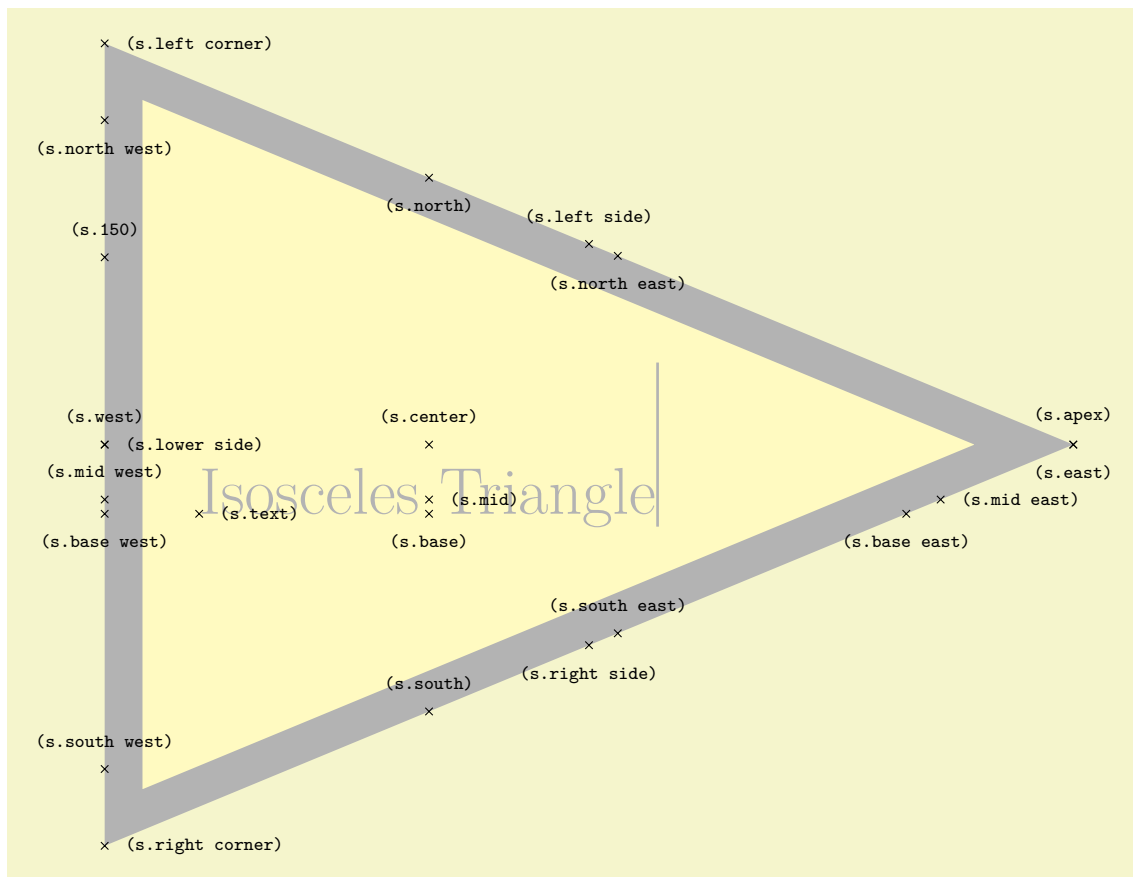 (s.left corner)
(s.north west)
(s.north)
(s.left side)
(s.150)
(s.north east)
(s.apex)
(s.west)
(s.center)
(s.lower side)
(s.mid west)
(s.east)
Isosceles Triangle
(s.mid)
(s.mid east)
(s.text)
(s.base west)
(s.base)
(s.base east)
(s.south east)
(s.right side)
(s.south)
(s.south west)
(s.right corner)